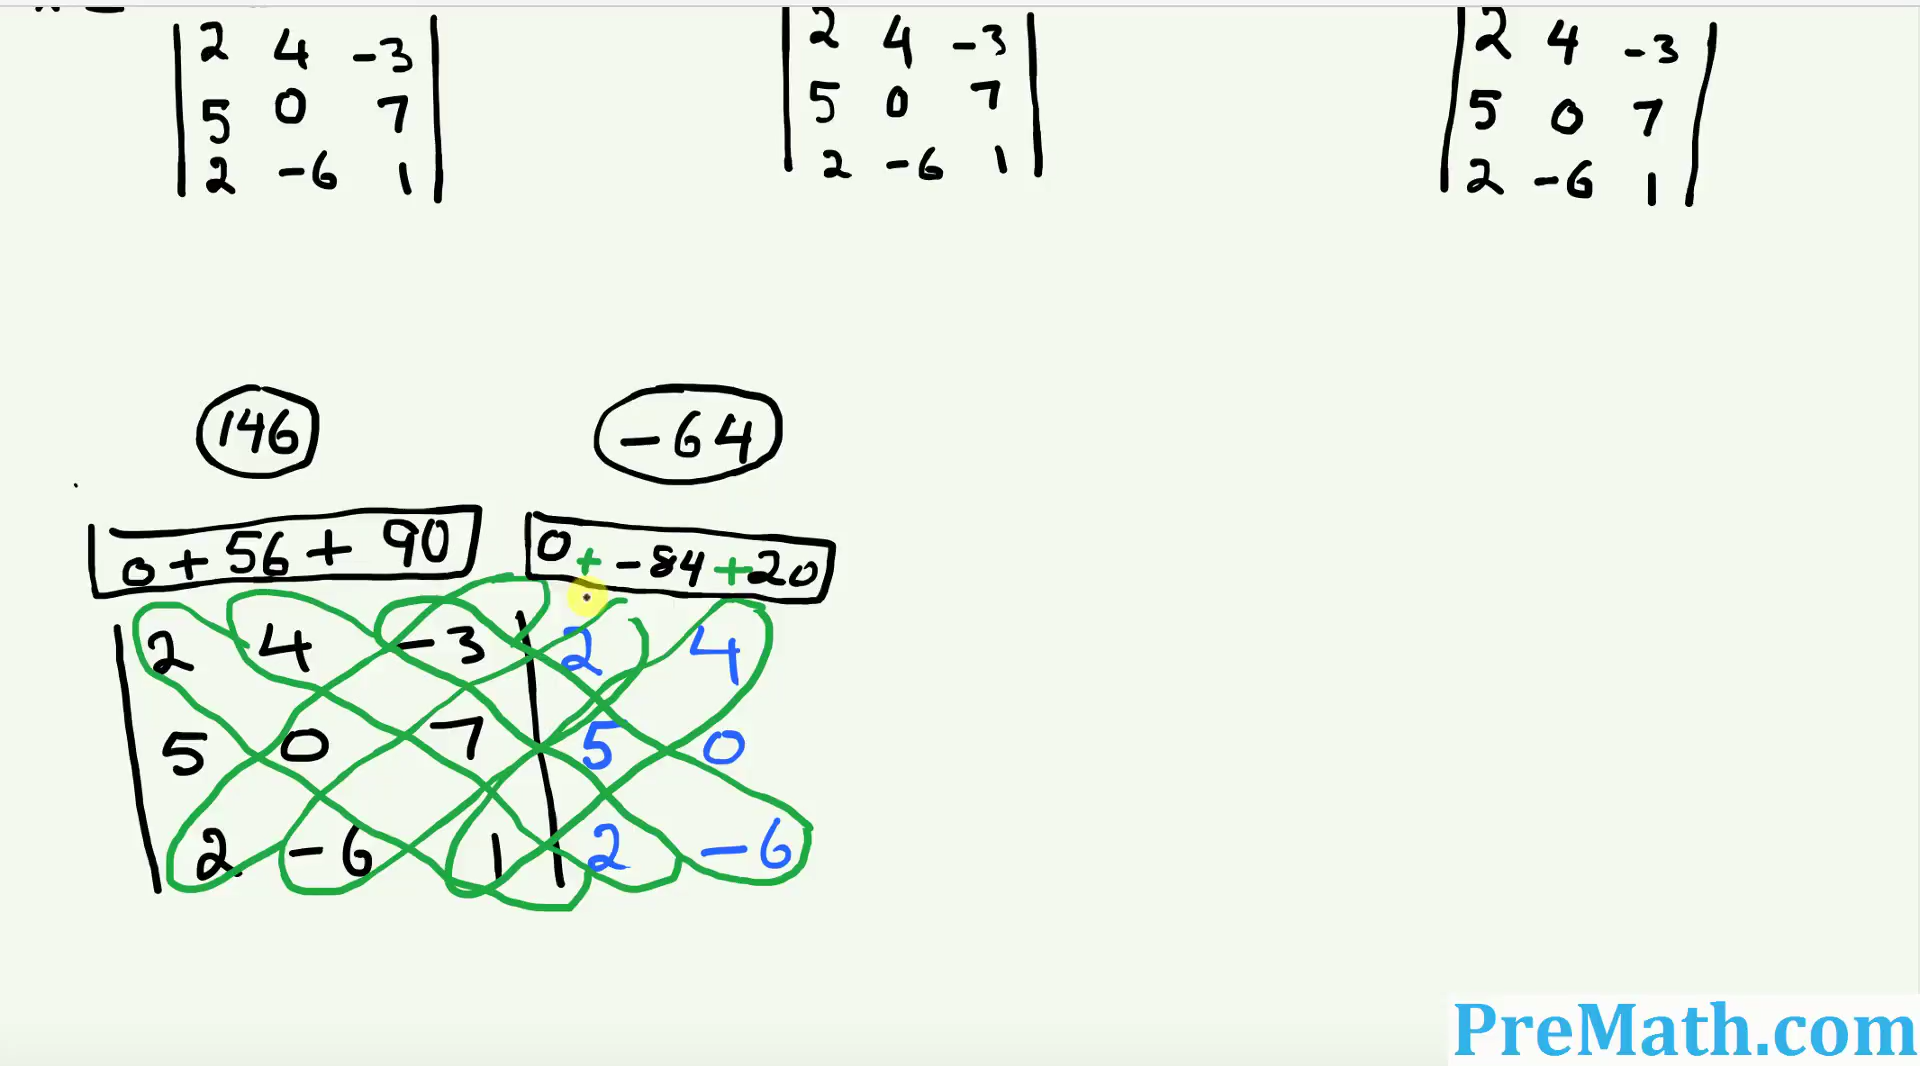 2 4 -3 2 4 -3 2 4 -3
5 0 7 5 0 7 5 0 7
2 -6 1 2 -6 1 2 -6 1
146 -64
0 + 56 + 90 0 + -84 + 20
2 4 -3 2 4
5 0 7 5 0
2 -6 1 2 -6
PreMath.com